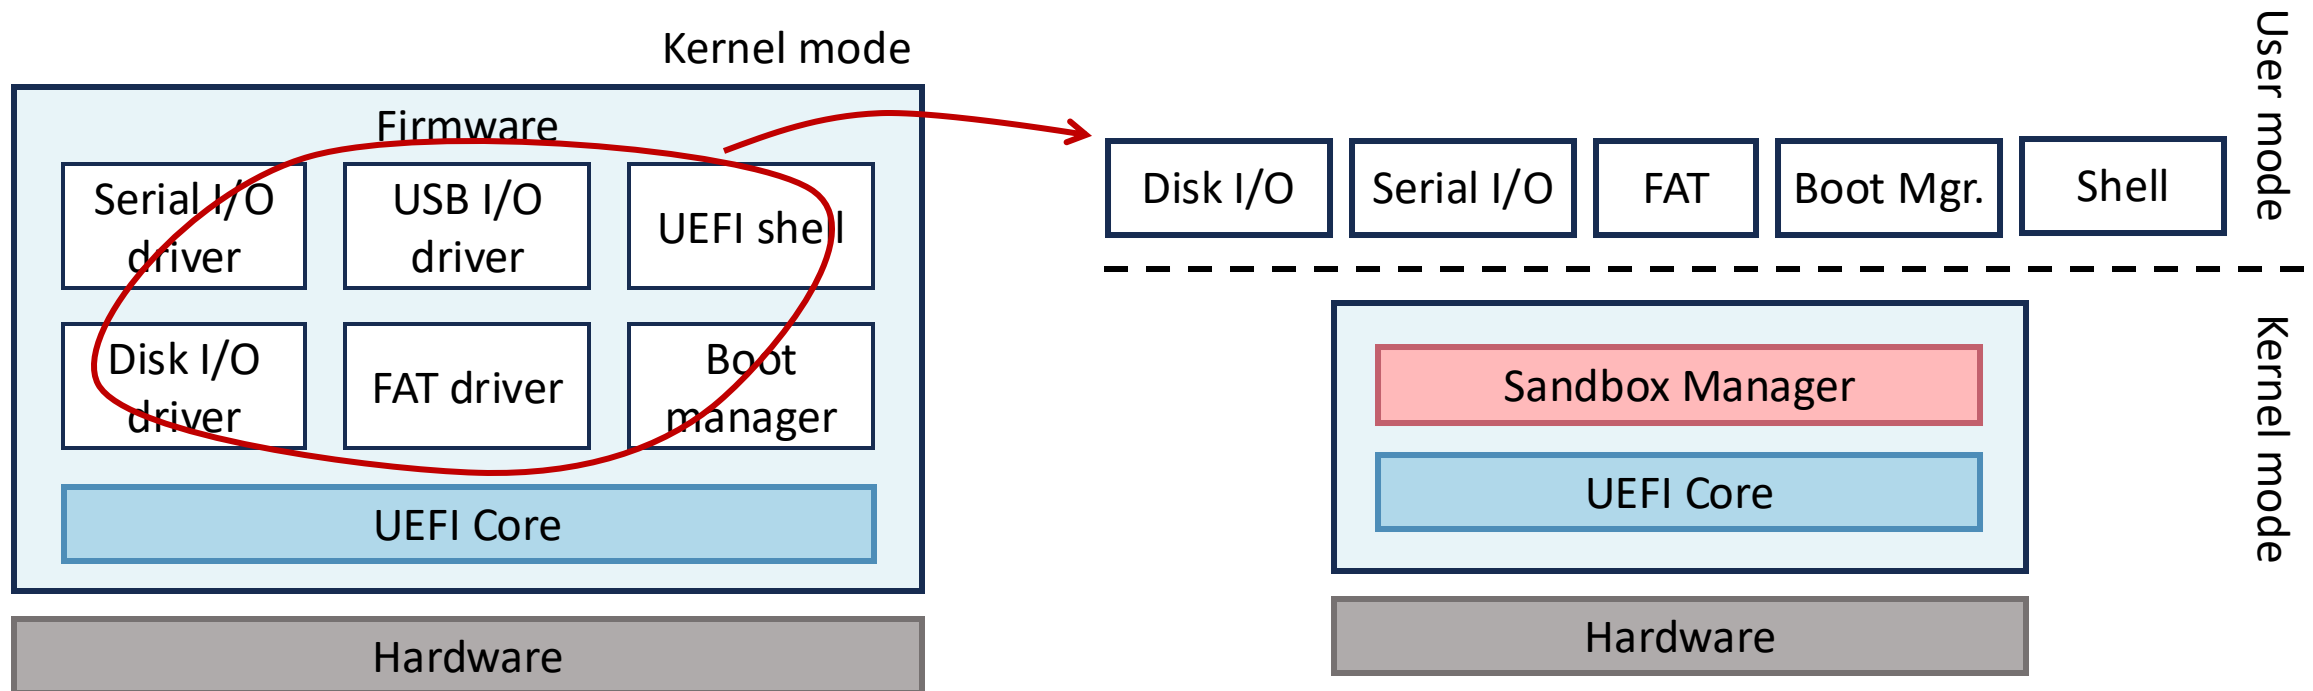 Kernel mode
Firmware
Serial I/O
driver
USB I/O
driver
UEFI shell
Disk I/O
driver
FAT driver
Boot
manager
UEFI Core
Hardware
Disk I/O
Serial I/O
FAT
Boot Mgr.
Shell
User mode
Sandbox Manager
UEFI Core
Hardware
Kernel mode